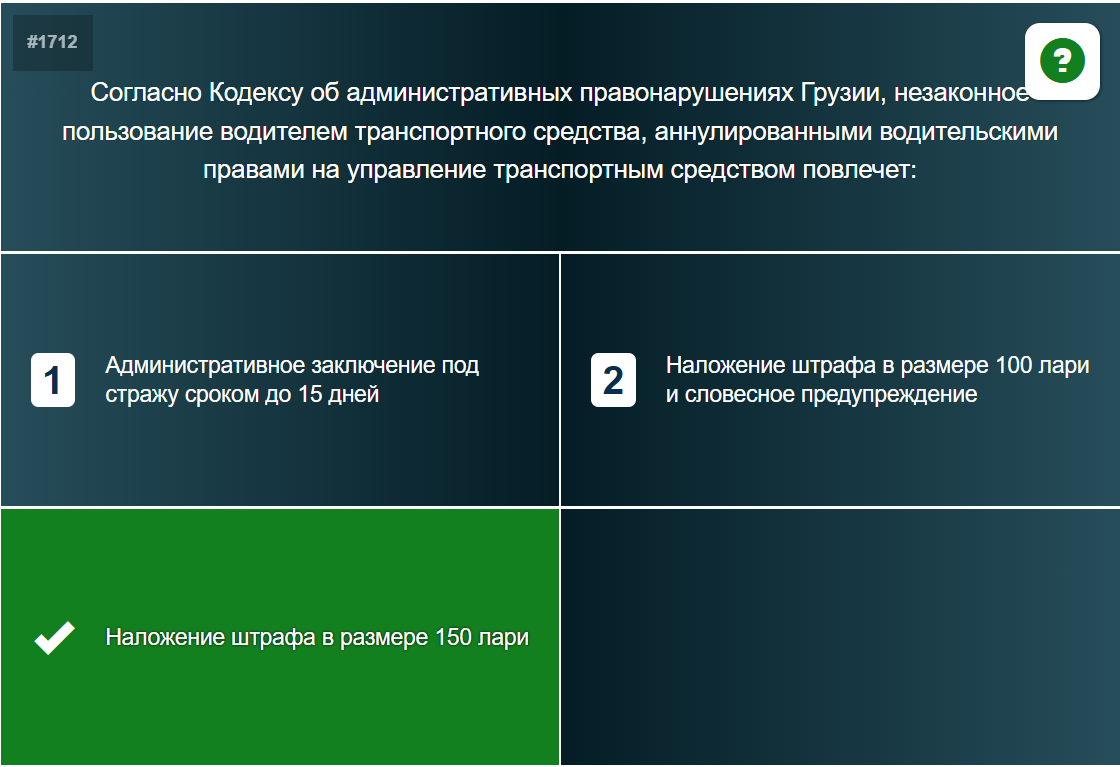 #1712
?
Согласно Кодексу об административных правонарушениях Грузии, незаконное
пользование водителем транспортного средства, аннулированными водительскими
правами на управление транспортным средством повлечет:
1
Административное заключение под
стражу сроком до 15 дней
2
Наложение штрафа в размере 100 лари
и словесное предупреждение
Наложение штрафа в размере 150 лари